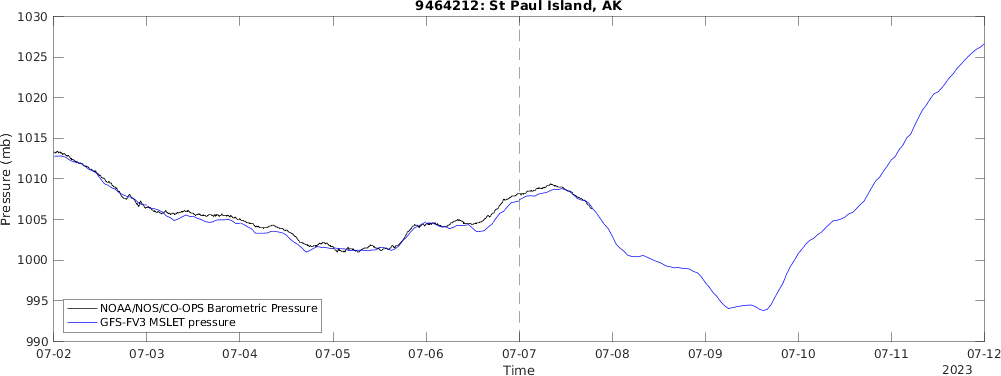 9464212: St Paul Island, AK
Pressure (mb)
1030
1025
1020
1015
1010
1005
1000
995
990
NOAA/NOS/CO-OPS Barometric Pressure
GFS-FV3 MSLET pressure
07-02 07-03 07-04 07-05 07-06 07-07 07-08 07-09 07-10 07-11 07-12
Time
2023